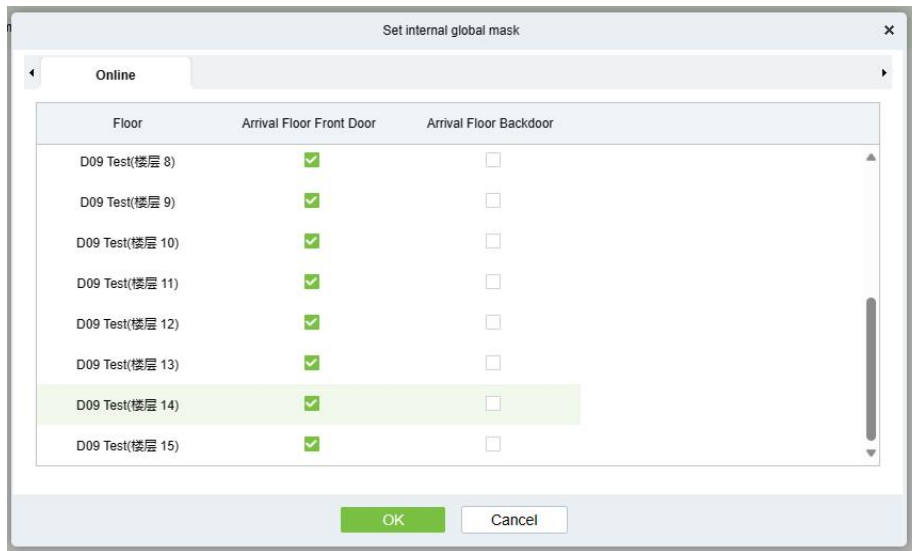 Set internal global mask
Online
Floor Arrival Floor Front Door Arrival Floor Backdoor
D09 Test(楼层 8)
D09 Test(楼层 9)
D09 Test(楼层 10)
D09 Test(楼层 11)
D09 Test(楼层 12)
D09 Test(楼层 13)
D09 Test(楼层 14)
D09 Test(楼层 15)
OK Cancel